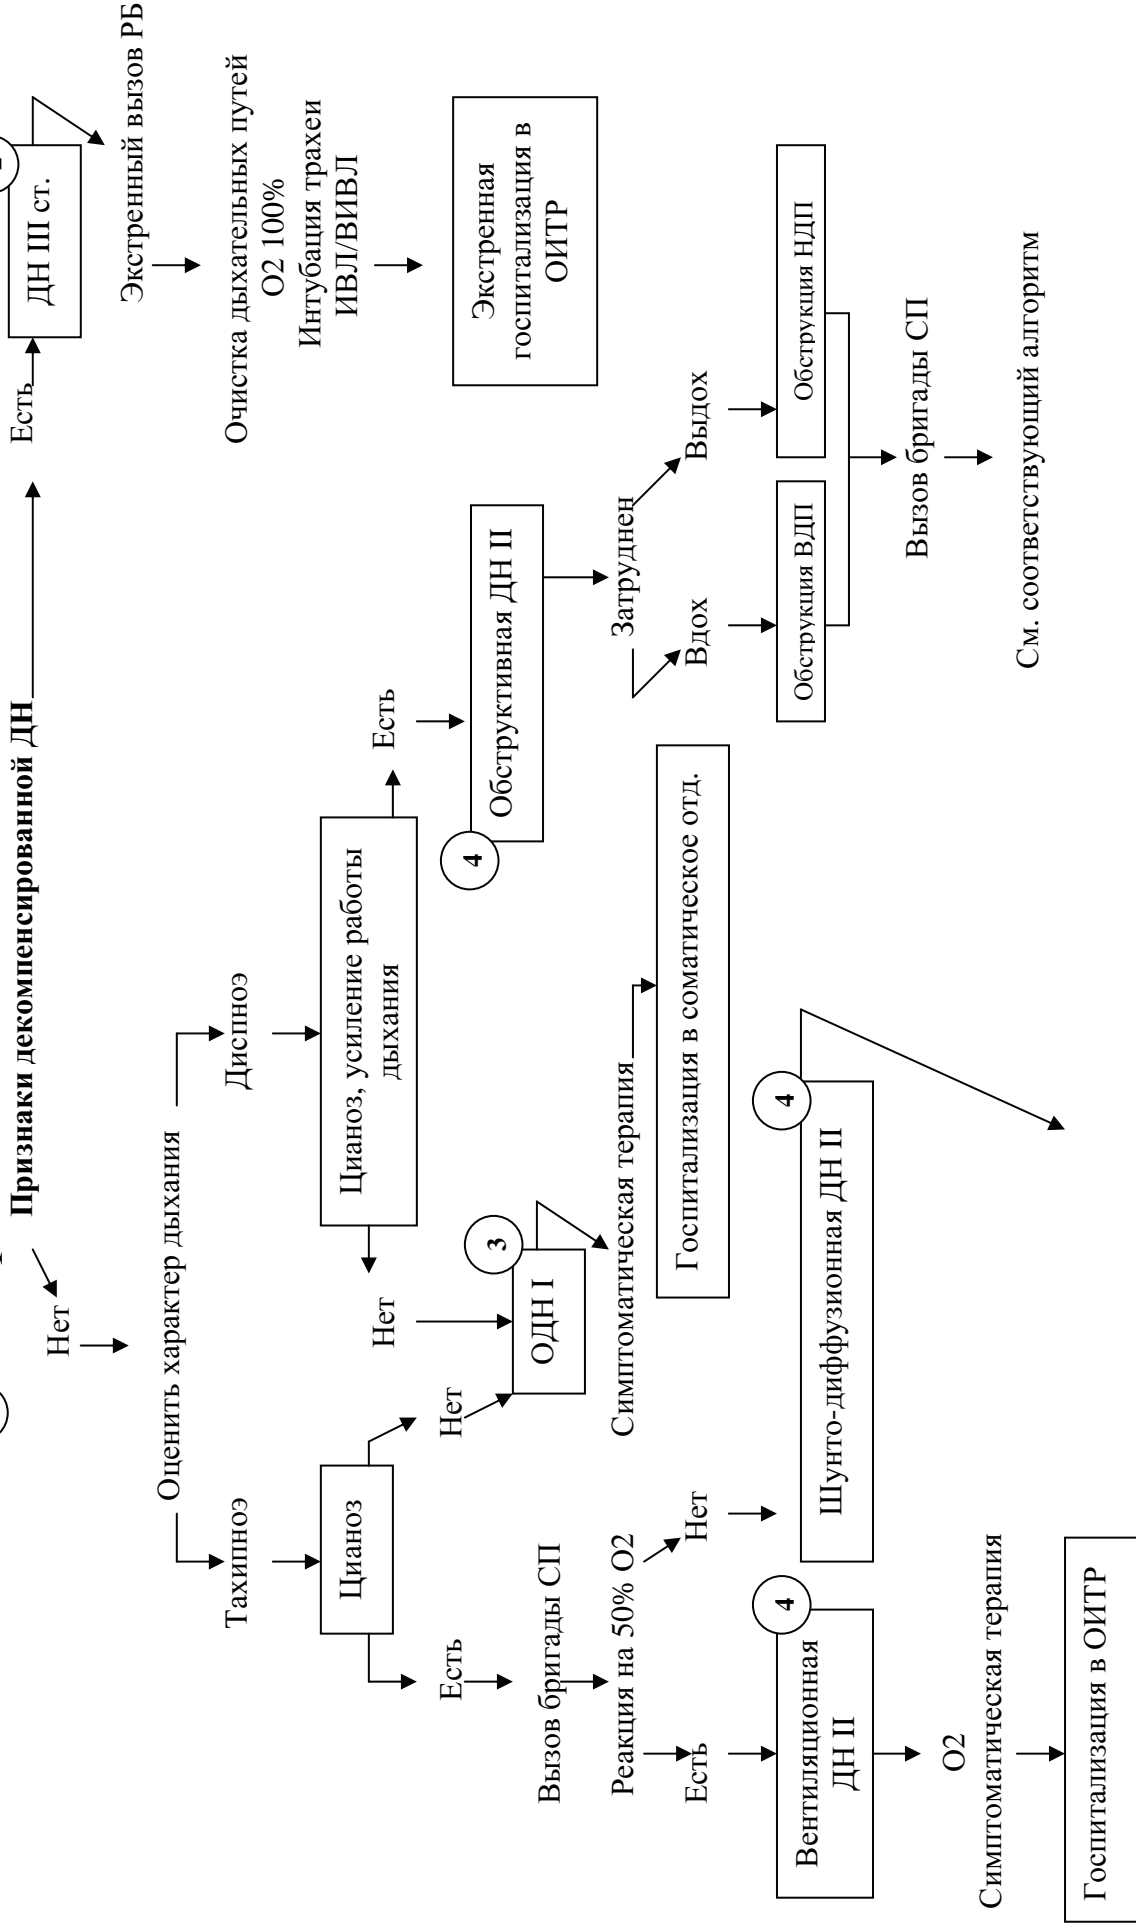 Признаки декомпенсированной ДН
Есть
ДН III ст.
Экстренный вызов РБ
Очистка дыхательных путей
О2 100%
Интубация трахеи
ИВЛ/ВИВЛ
Экстренная
госпитализация в
ОИТР
Нет
Оценить характер дыхания
Тахипноэ
Диспноэ
Цианоз
Цианоз, усиление работы
дыхания
Есть
Нет
Нет
Есть
3
ОДН I
4
Обструктивная ДН II
Вызов бригады СП
Реакция на 50% О2
Симптоматическая терапия
Затруднен
Есть
Нет
Госпитализация в соматическое отд.
Вдох
Выдох
4
Вентиляционная
ДН II
4
Шунто-диффузионная ДН II
Обструкция ВДП
Обструкция НДП
Вызов бригады СП
О2
Симптоматическая терапия
См. соответствующий алгоритм
Госпитализация в ОИТР